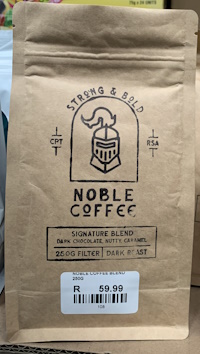 STRONG & BOLD
CPT
RSA
NOBLE
COFFEE
SIGNATURE BLEND
DARK CHOCOLATE, NUTTY, CARAMEL
250G FILTER
DARK ROAST
NOBLE COFFEE BLEND
250G
R 59.99